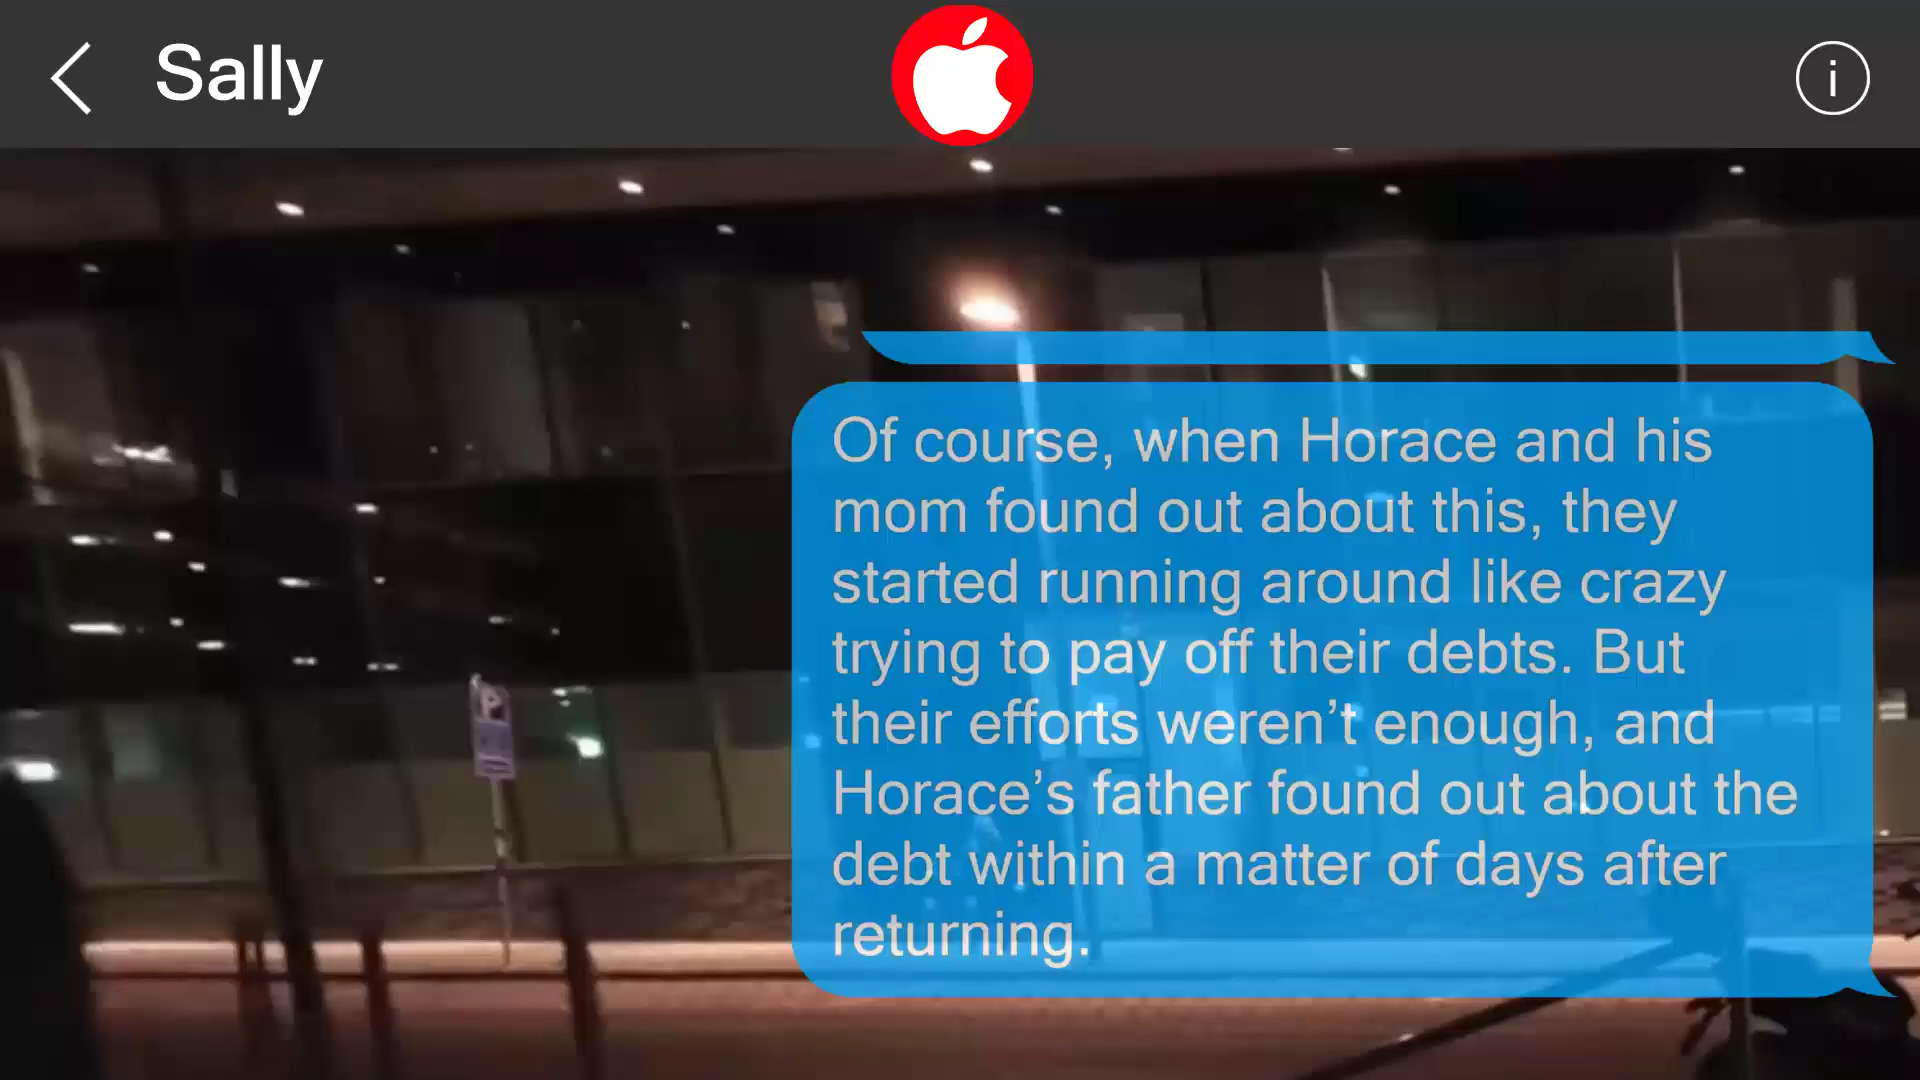 Sally
i
Of course, when Horace and his
mom found out about this, they
started running around like crazy
trying to pay off their debts. But
their efforts weren’t enough, and
Horace’s father found out about the
debt within a matter of days after
returning.
P